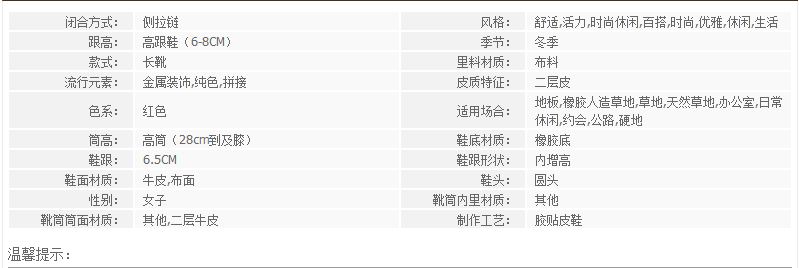 闭合方式： 侧拉链 风格： 舒适,活力,时尚休闲,百搭,时尚,优雅,休闲,生活
跟高： 高跟鞋（6-8CM） 季节： 冬季
款式： 长靴 里料材质： 布料
流行元素： 金属装饰,纯色,拼接 皮质特征： 二层皮
色系： 红色 适用场合： 地板,橡胶人造草地,草地,天然草地,办公室,日常
休闲,约会,公路,硬地
筒高： 高筒（28cm到及膝） 鞋底材质： 橡胶底
鞋跟： 6.5CM 鞋跟形状： 内增高
鞋面材质： 牛皮,布面 鞋头： 圆头
性别： 女子 靴筒内里材质： 其他
靴筒筒面材质： 其他,二层牛皮 制作工艺： 胶贴皮鞋
温馨提示：